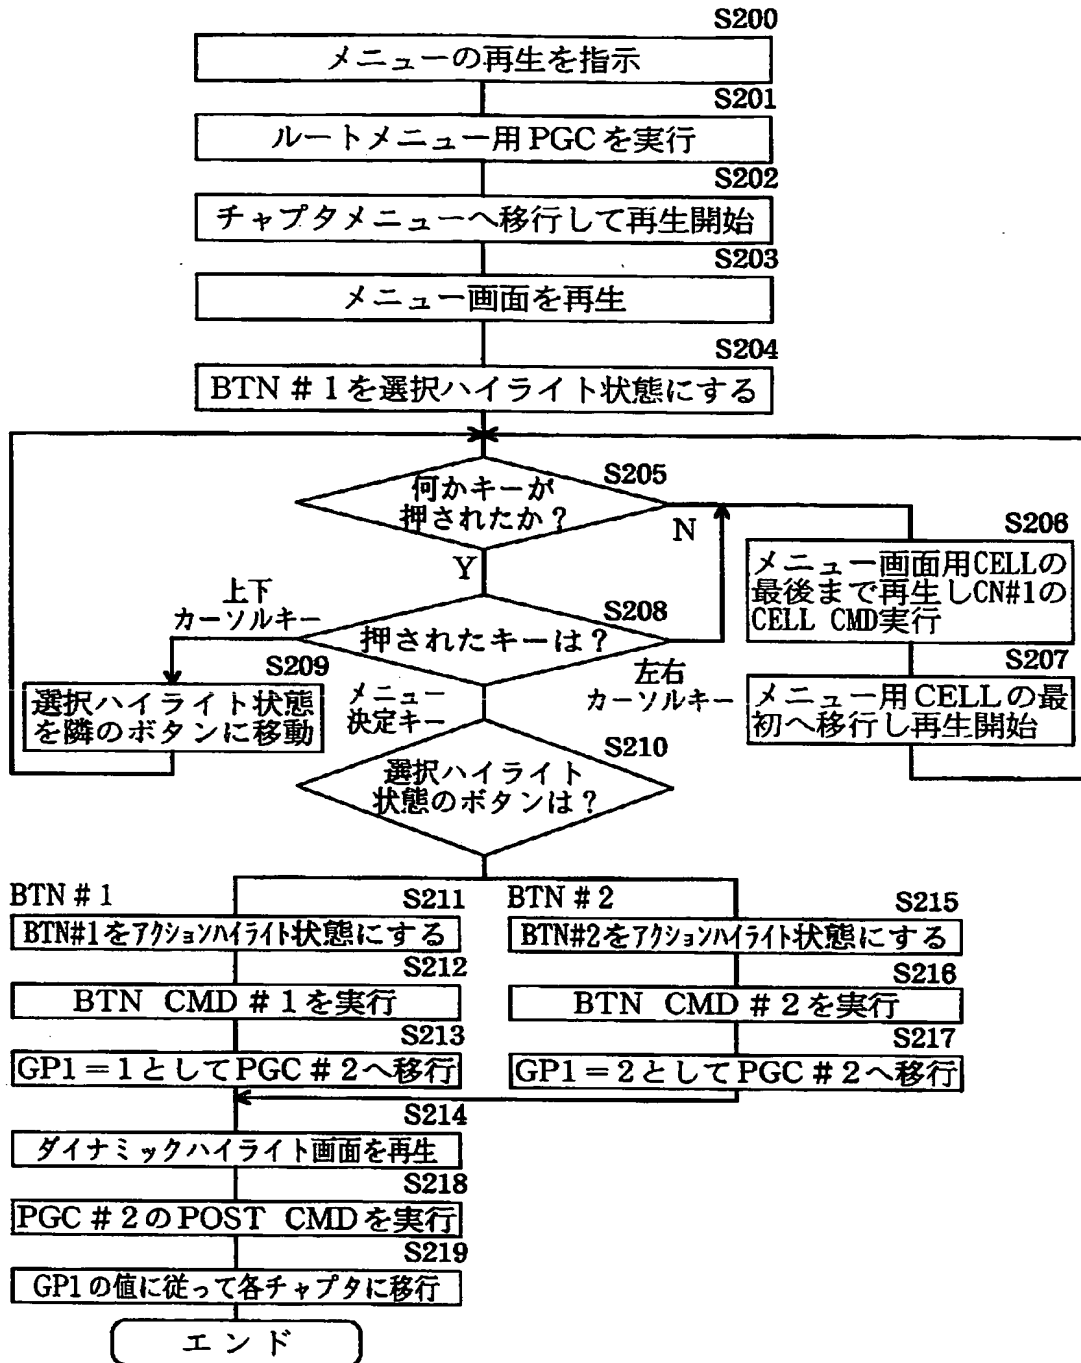 S200
メニューの再生を指示
S201
ルートメニュー用PGCを実行
S202
チャプタメニューへ移行して再生開始
S203
メニュー画面を再生
S204
BTN #1を選択ハイライト状態にする
S205
何かキーが
押されたか?
N
Y
S206
メニュー画面用CELLの
最後まで再生しCN#1の
CELL CMD実行
S207
メニュー用CELLの最
初へ移行し再生開始
S208
押されたキーは?
上下
カーソルキー
左右
カーソルキー
メニュー
決定キー
S209
選択ハイライト状態
を隣のボタンに移動
S210
選択ハイライト
状態のボタンは?
BTN #1
S211
BTN#1をアクションハイライト状態にする
S212
BTN CMD #1を実行
S213
GP1=1としてPGC #2へ移行
BTN #2
S215
BTN#2をアクションハイライト状態にする
S216
BTN CMD #2を実行
S217
GP1=2としてPGC #2へ移行
S214
ダイナミックハイライト画面を再生
S218
PGC #2のPOST CMDを実行
S219
GP1の値に従って各チャプタに移行
エンド